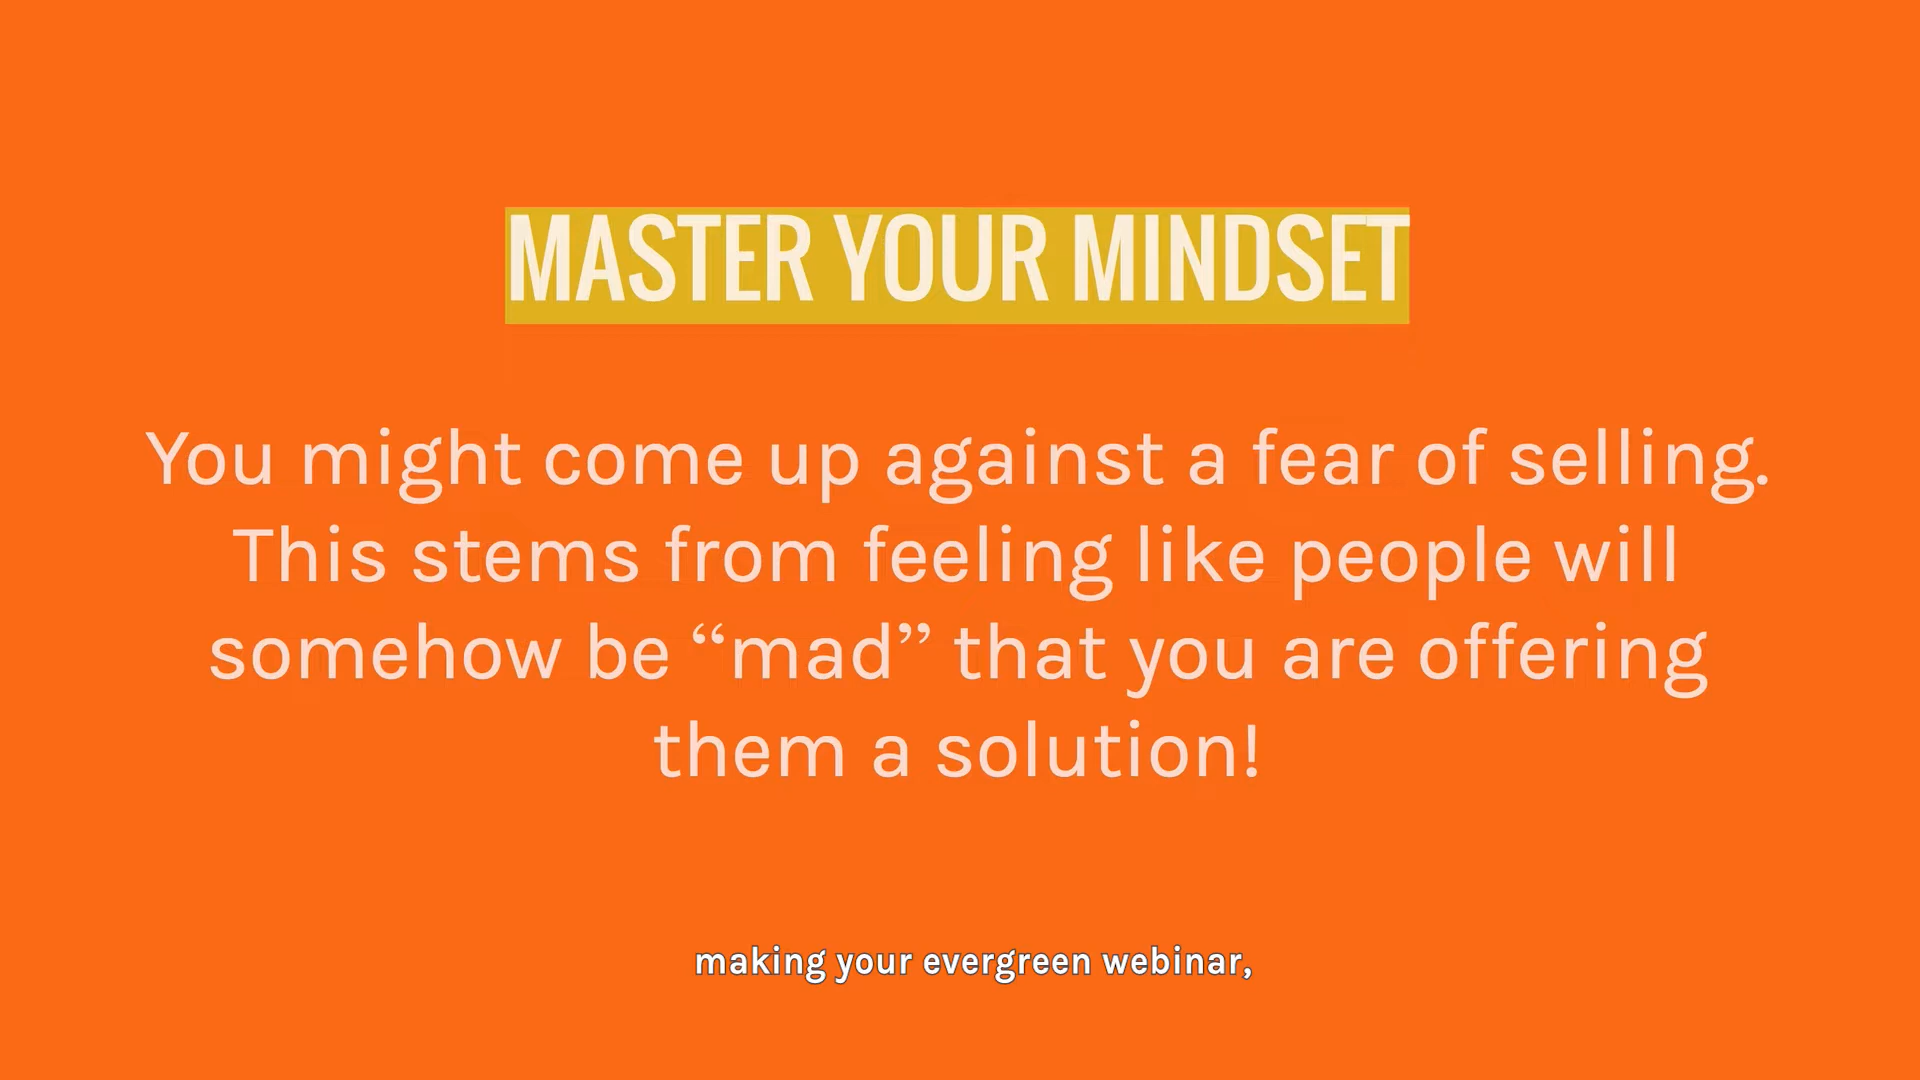 MASTER YOUR MINDSET
You might come up against a fear of selling.
This stems from feeling like people will
somehow be “mad” that you are offering
them a solution!
making your evergreen webinar,